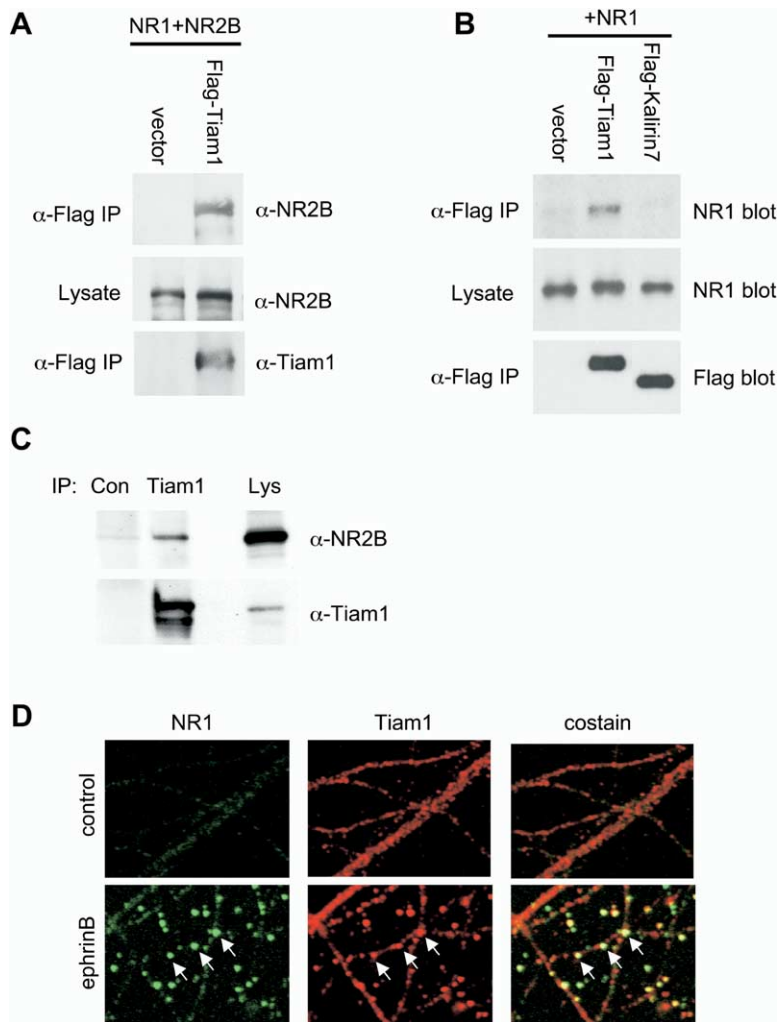 A
NR1+NR2B
vector
Flag-Tiam1
α-Flag IP
α-NR2B
Lysate
α-NR2B
α-Flag IP
α-Tiam1
B
+NR1
vector
Flag-Tiam1
Flag-Kalirin7
α-Flag IP
NR1 blot
Lysate
NR1 blot
α-Flag IP
Flag blot
C
IP: Con Tiam1 Lys
α-NR2B
α-Tiam1
D
NR1 Tiam1 costain
control
ephrinB